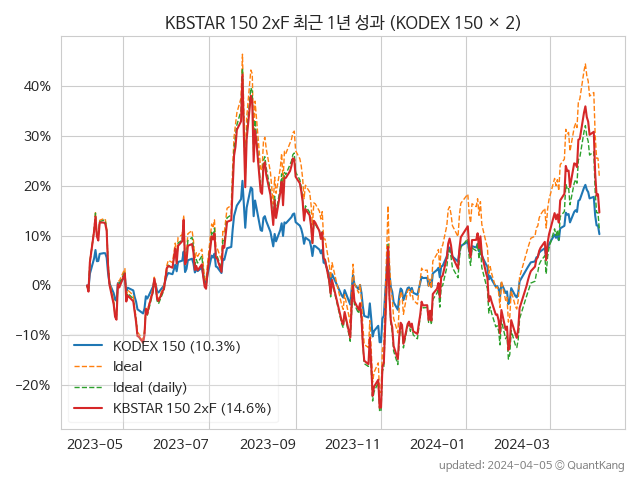 KBSTAR 150 2xF 최근 1년 성과 (KODEX 150 × 2)
40%
30%
20%
10%
0%
−10%
−20%
KODEX 150 (10.3%)
Ideal
Ideal (daily)
KBSTAR 150 2xF (14.6%)
2023-05
2023-07
2023-09
2023-11
2024-01
2024-03
updated: 2024-04-05 ⓒ QuantKang